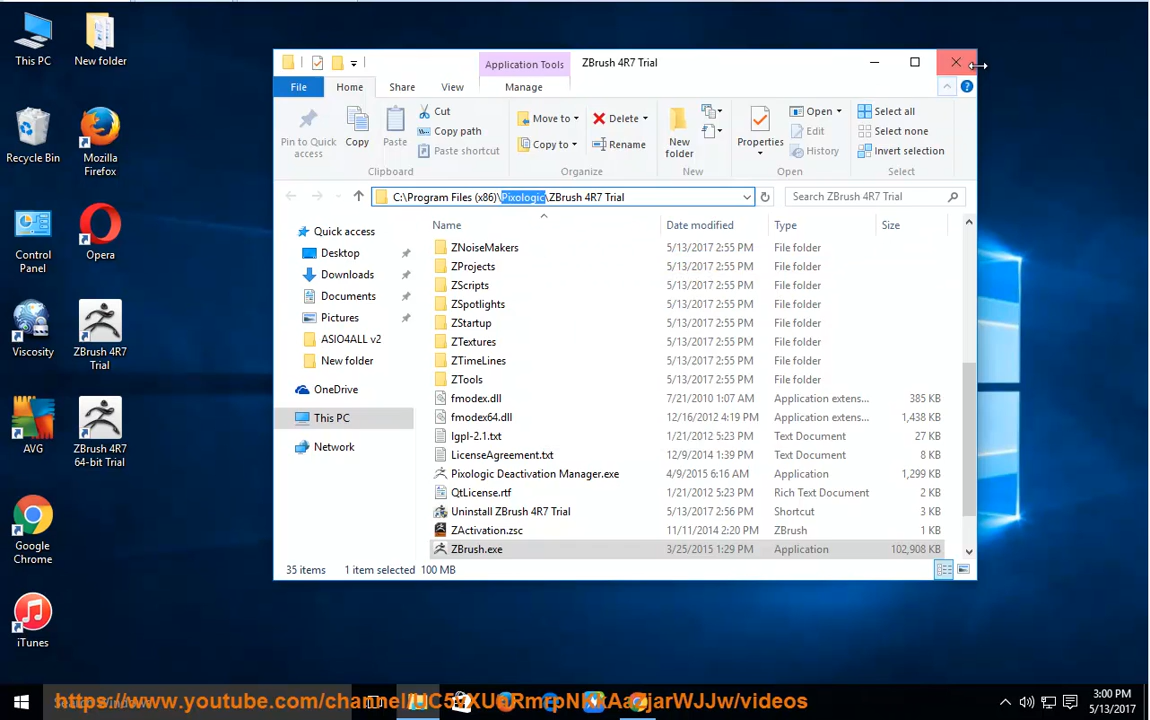 This PC
New folder
Recycle Bin
Mozilla
Firefox
Control
Panel
Opera
Viscosity
ZBrush 4R7
Trial
AVG
ZBrush 4R7
64-bit Trial
Google
Chrome
iTunes
Application Tools
ZBrush 4R7 Trial
File
Home
Share
View
Manage
Pin to Quick
access
Copy
Paste
Cut
Copy path
Paste shortcut
Clipboard
Move to
Copy to
Delete
Rename
Organize
New
folder
New
Properties
Open
Edit
History
Open
Select all
Select none
Invert selection
Select
C:\Program Files (x86)\Pixologic\ZBrush 4R7 Trial
Search ZBrush 4R7 Trial
Quick access
Desktop
Downloads
Documents
Pictures
ASIO4ALL v2
New folder
OneDrive
This PC
Network
Name Date modified Type Size
ZNoiseMakers 5/13/2017 2:55 PM File folder
ZProjects 5/13/2017 2:55 PM File folder
ZScripts 5/13/2017 2:55 PM File folder
ZSpotlights 5/13/2017 2:55 PM File folder
ZStartup 5/13/2017 2:55 PM File folder
ZTextures 5/13/2017 2:55 PM File folder
ZTimeLines 5/13/2017 2:55 PM File folder
ZTools 5/13/2017 2:55 PM File folder
fmodex.dll 7/21/2010 1:07 AM Application extens... 385 KB
fmodex64.dll 12/16/2012 4:19 PM Application extens... 1,438 KB
lgpl-2.1.txt 1/21/2012 5:23 PM Text Document 27 KB
LicenseAgreement.txt 12/9/2014 1:39 PM Text Document 8 KB
Pixologic Deactivation Manager.exe 4/9/2015 6:16 AM Application 1,299 KB
QtLicense.rtf 1/21/2012 5:23 PM Rich Text Document 2 KB
Uninstall ZBrush 4R7 Trial 5/13/2017 2:56 PM Shortcut 3 KB
ZActivation.zsc 11/11/2014 2:20 PM ZBrush 1 KB
ZBrush.exe 3/25/2015 1:29 PM Application 102,908 KB
35 items 1 item selected 100 MB
3:00 PM
5/13/2017